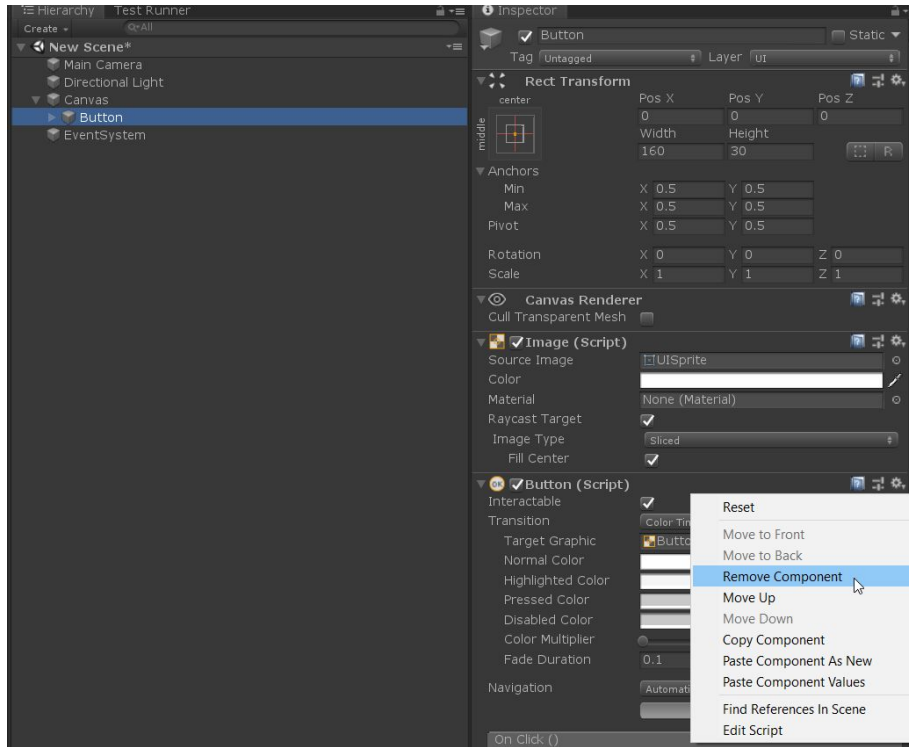 Hierarchy Test Runner
Create Q▾All
New Scene*
Main Camera
Directional Light
Canvas
Button
EventSystem
Inspector
Button Static
Tag Untagged Layer UI
Rect Transform
center Pos X Pos Y Pos Z
0 0 0
middle
Width Height
160 30 R
Anchors
Min X 0.5 Y 0.5
Max X 0.5 Y 0.5
Pivot X 0.5 Y 0.5
Rotation X 0 Y 0 Z 0
Scale X 1 Y 1 Z 1
Canvas Renderer
Cull Transparent Mesh
Image (Script)
Source Image UISprite
Color
Material None (Material)
Raycast Target
Image Type Sliced
Fill Center
OK Button (Script)
Interactable
Transition Color Tin
Target Graphic Butto
Normal Color
Highlighted Color
Pressed Color
Disabled Color
Color Multiplier
Fade Duration 0.1
Navigation Automati
On Click ()
Reset
Move to Front
Move to Back
Remove Component
Move Up
Move Down
Copy Component
Paste Component As New
Paste Component Values
Find References In Scene
Edit Script